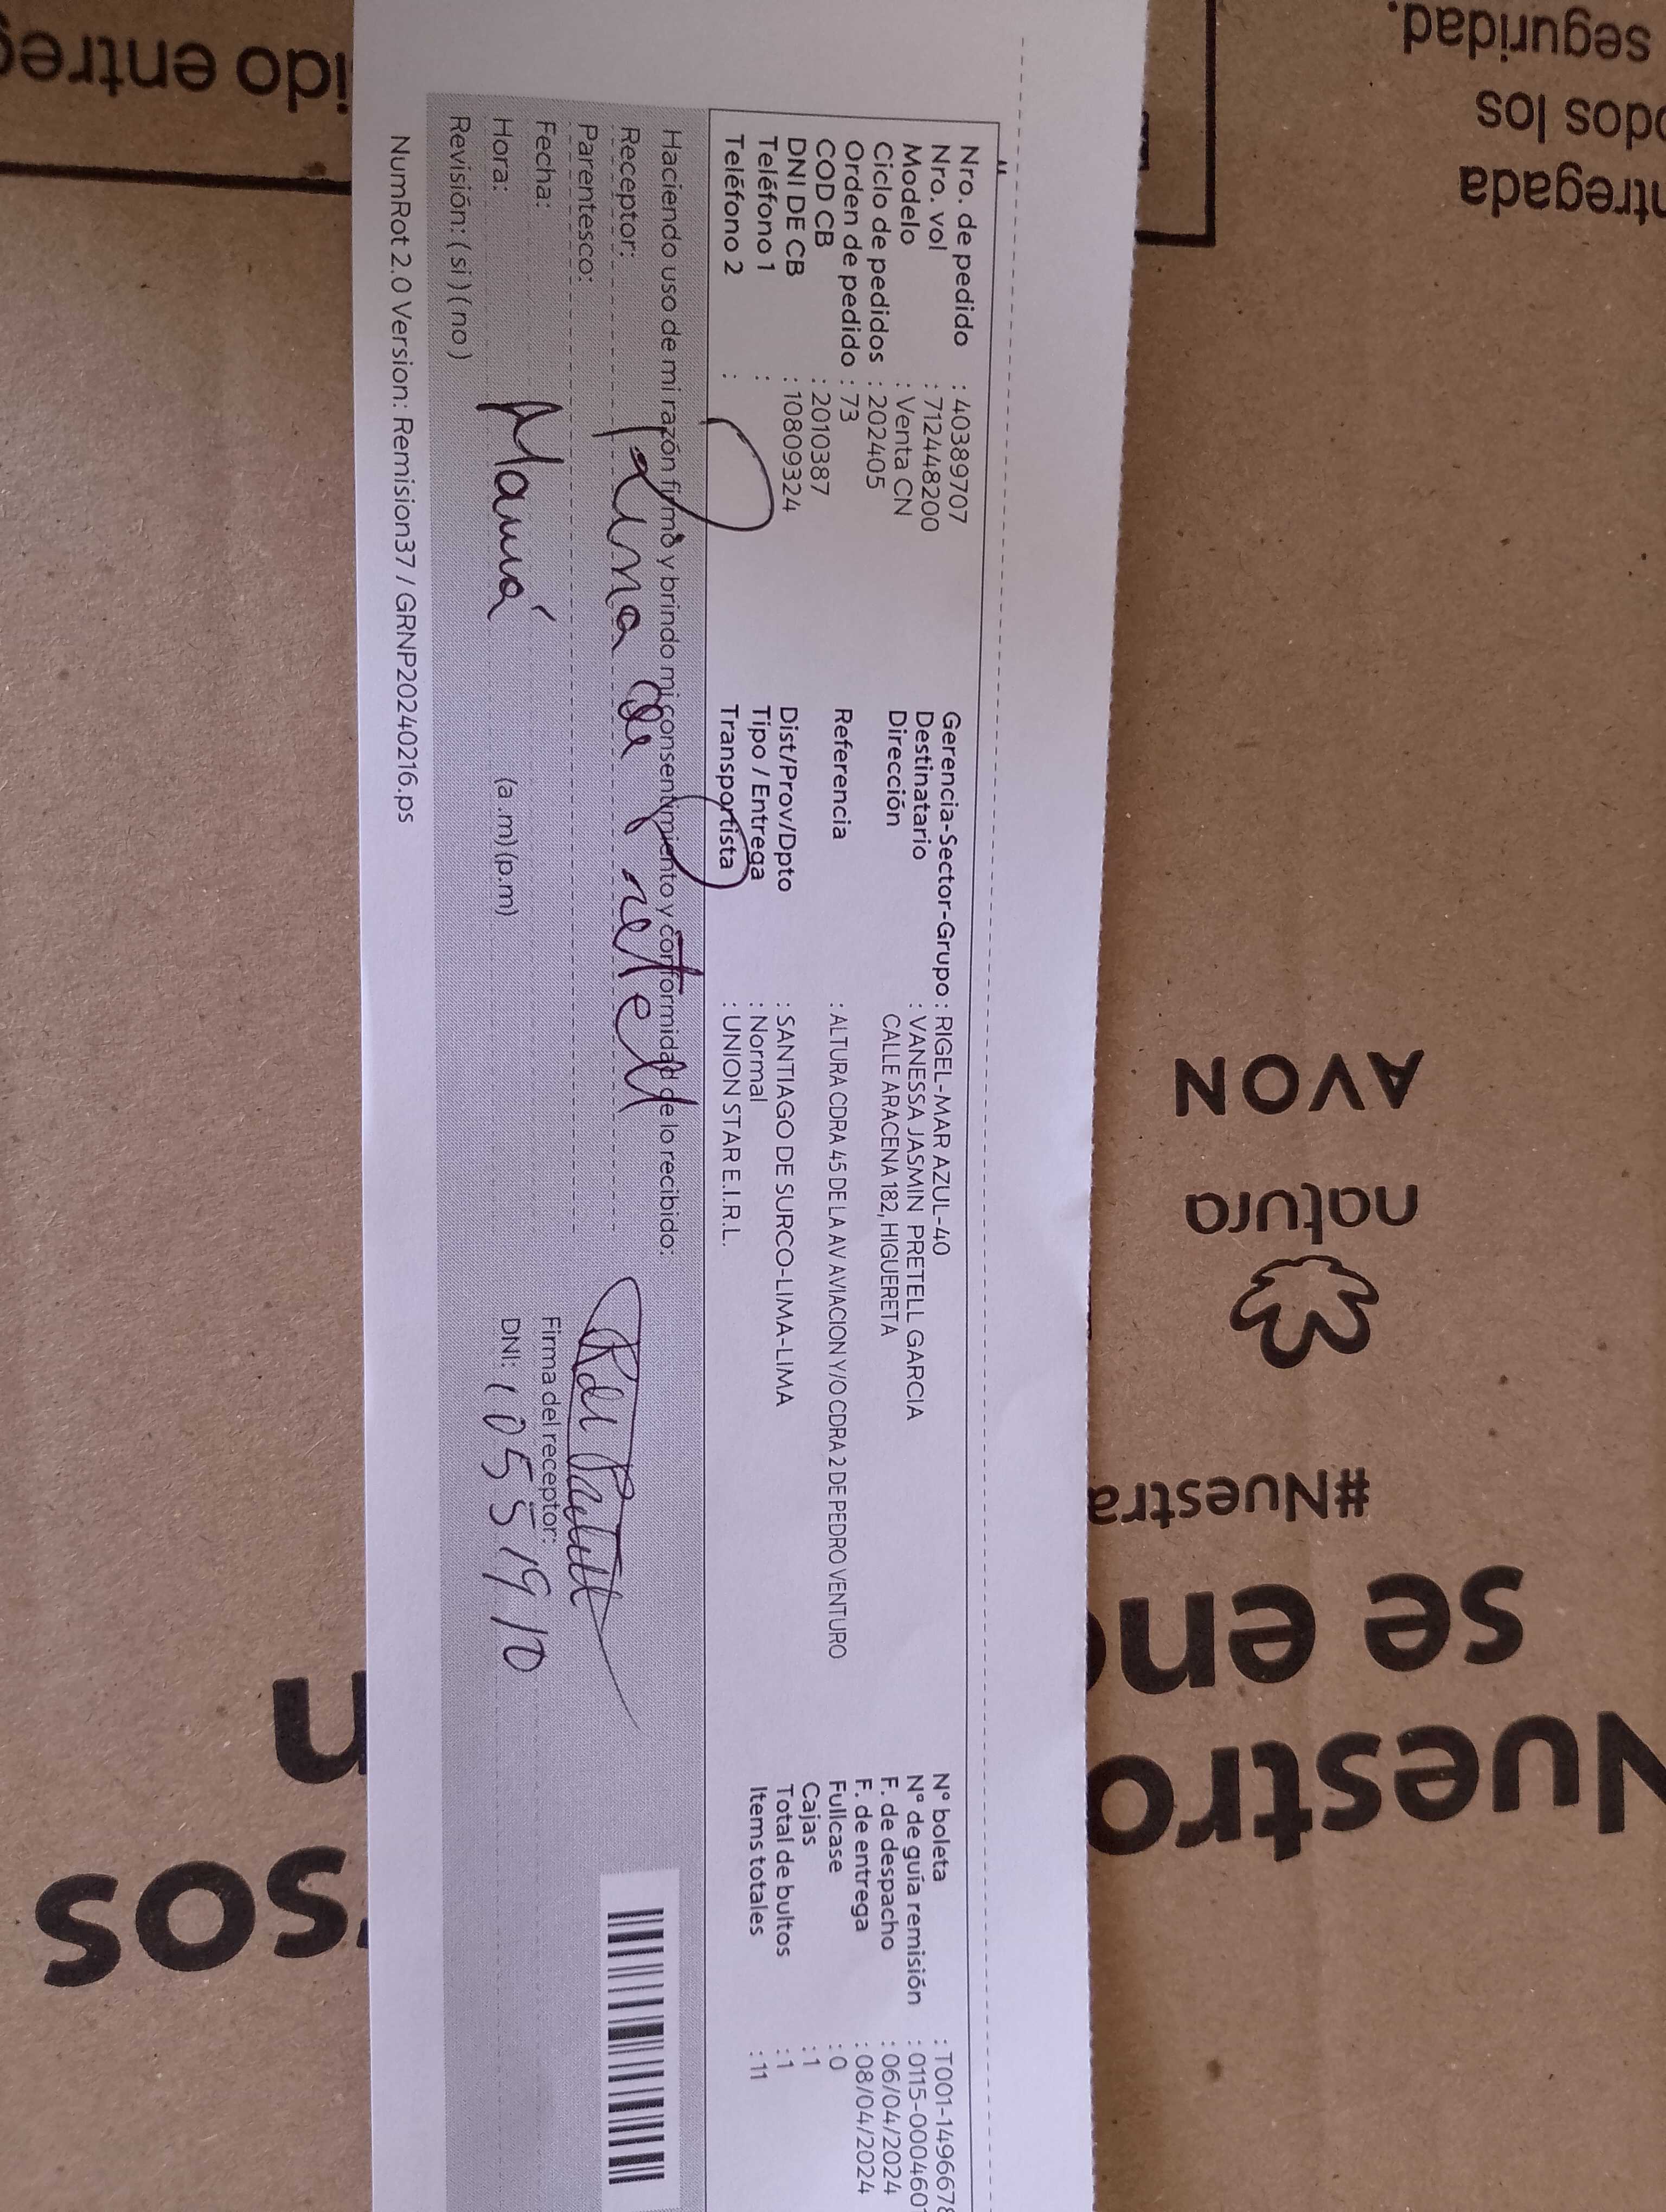 Nro. de pedido : 40389707
Nro. vol : 712448200
Modelo : Venta CN
Ciclo de pedidos : 202405
Orden de pedido : 73
COD CB : 2010387
DNI DE CB : 10809324
Teléfono 1 :
Teléfono 2 :
Gerencia-Sector-Grupo : RIGEL-MAR AZUL-40
Destinatario : VANESSA JASMIN PRETELL GARCIA
Dirección CALLE ARACENA 182, HIGUERETA
Referencia : ALTURA CDRA 45 DE LA AV AVIACION Y/O CDRA 2 DE PEDRO VENTURO
Dist/Prov/Dpto : SANTIAGO DE SURCO-LIMA-LIMA
Tipo / Entrega : Normal
Transportista : UNION STAR E.I.R.L.
N° boleta : T001-1496678
N° de guía remisión : 0115-000460
F. de despacho : 06/04/2024
F. de entrega : 08/04/2024
Fullcase : 0
Cajas : 1
Total de bultos : 1
Items totales : 11
Haciendo uso de mi razón firmo y brindo mi consentimiento y conformidad de lo recibido:
Receptor: de Pretell
Parentesco:
Fecha:
Hora: Mamá (a.m) (p.m)
Revisión: (si) (no)
Firma del receptor:
DNI: 10551910
NumRot 2.0 Version: Remision37 / GRNP20240216.ps
AVON
natura
#Nuestra
se en
Nuestro
sos
ido entreg
ntregada
odos los
seguridad.